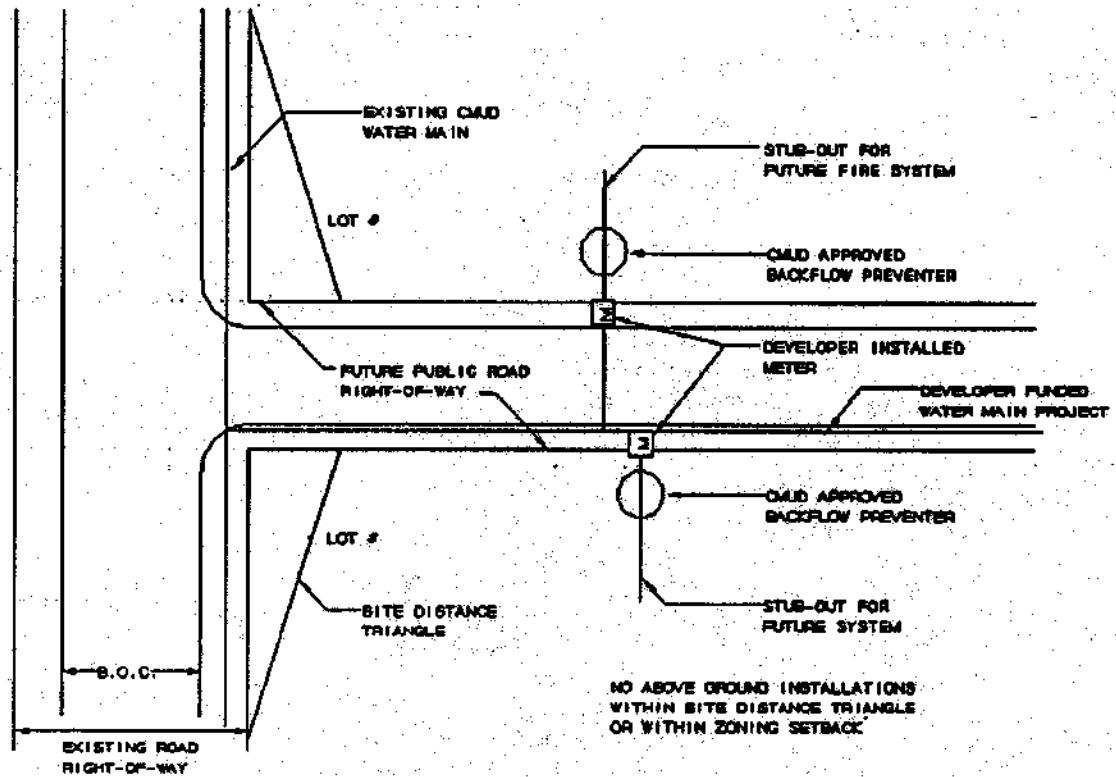 EXISTING CMUD
WATER MAIN
STUB-OUT FOR
FUTURE FIRE SYSTEM
LOT #
CMUD APPROVED
BACKFLOW PREVENTER
M
DEVELOPER INSTALLED
METER
FUTURE PUBLIC ROAD
RIGHT-OF-WAY
DEVELOPER FUNDED
WATER MAIN PROJECT
M
CMUD APPROVED
BACKFLOW PREVENTER
LOT #
SITE DISTANCE
TRIANGLE
STUB-OUT FOR
FUTURE SYSTEM
B.O.C.
NO ABOVE GROUND INSTALLATIONS
WITHIN SITE DISTANCE TRIANGLE
OR WITHIN ZONING SETBACK
EXISTING ROAD
RIGHT-OF-WAY